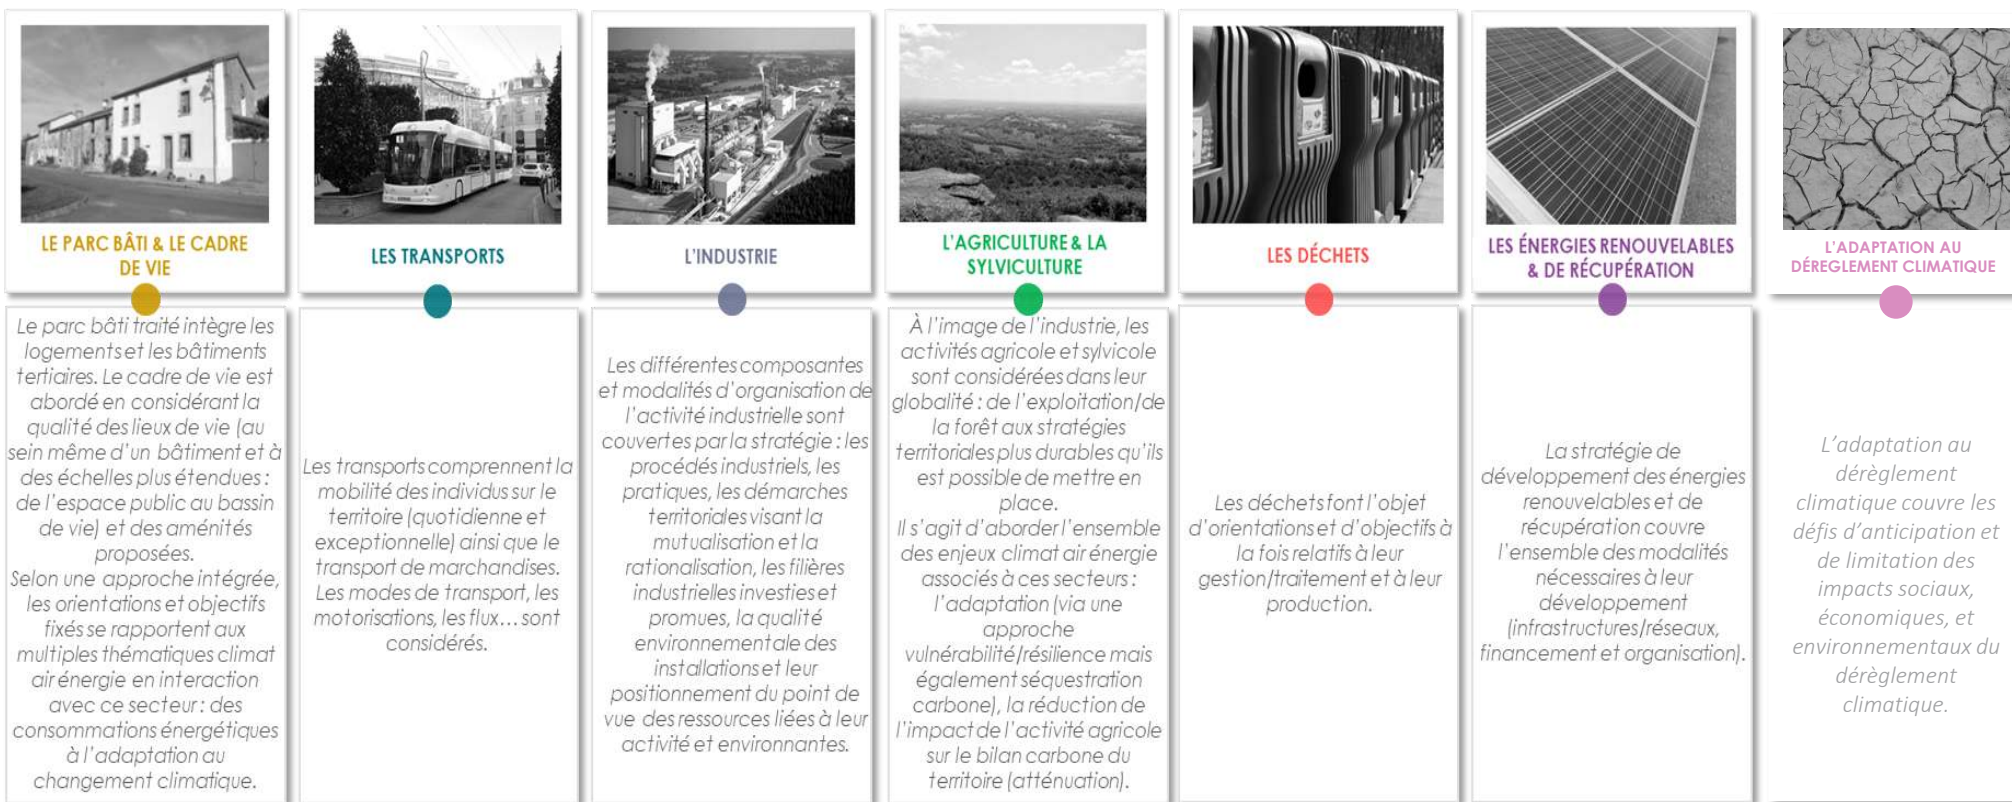 LE PARC BÂTI & LE CADRE
DE VIE
Le parc bâti traité intègre les
logements et les bâtiments
tertiaires. Le cadre de vie est
abordé en considérant la
qualité des lieux de vie (au
sein même d'un bâtiment et à
des échelles plus étendues :
de l'espace public au bassin
de vie) et des aménités
proposées.
Selon une approche intégrée,
les orientations et objectifs
fixés se rapportent aux
multiples thématiques climat
air énergie en interaction
avec ce secteur : des
consommations énergétiques
à l'adaptation au
changement climatique.
LES TRANSPORTS
Les transports comprennent la
mobilité des individus sur le
territoire (quotidienne et
exceptionnelle) ainsi que le
transport de marchandises.
Les modes de transport, les
motorisations, les flux… sont
considérés.
L'INDUSTRIE
Les différentes composantes
et modalités d'organisation de
l'activité industrielle sont
couvertes par la stratégie : les
procédés industriels, les
pratiques, les démarches
territoriales visant la
mutualisation et la
rationalisation, les filières
industrielles investies et
promues, la qualité
environnementale des
installations et leur
positionnement du point de
vue des ressources liées à leur
activité et environnantes.
L'AGRICULTURE & LA
SYLVICULTURE
À l'image de l'industrie, les
activités agricole et sylvicole
sont considérées dans leur
globalité : de l'exploitation/de
la forêt aux stratégies
territoriales plus durables qu'ils
est possible de mettre en
place.
Il s'agit d'aborder l'ensemble
des enjeux climat air énergie
associés à ces secteurs :
l'adaptation (via une
approche
vulnérabilité/résilience mais
également séquestration
carbone), la réduction de
l'impact de l'activité agricole
sur le bilan carbone du
territoire (atténuation).
LES DÉCHETS
Les déchets font l'objet
d'orientations et d'objectifs à
la fois relatifs à leur
gestion/traitement et à leur
production.
LES ÉNERGIES RENOUVELABLES
& DE RÉCUPÉRATION
La stratégie de
développement des énergies
renouvelables et de
récupération couvre
l'ensemble des modalités
nécessaires à leur
développement
(infrastructures/réseaux,
financement et organisation).
L'ADAPTATION AU
DÉREGLEMENT CLIMATIQUE
L'adaptation au
dérèglement
climatique couvre les
défis d'anticipation et
de limitation des
impacts sociaux,
économiques, et
environnementaux du
dérèglement
climatique.